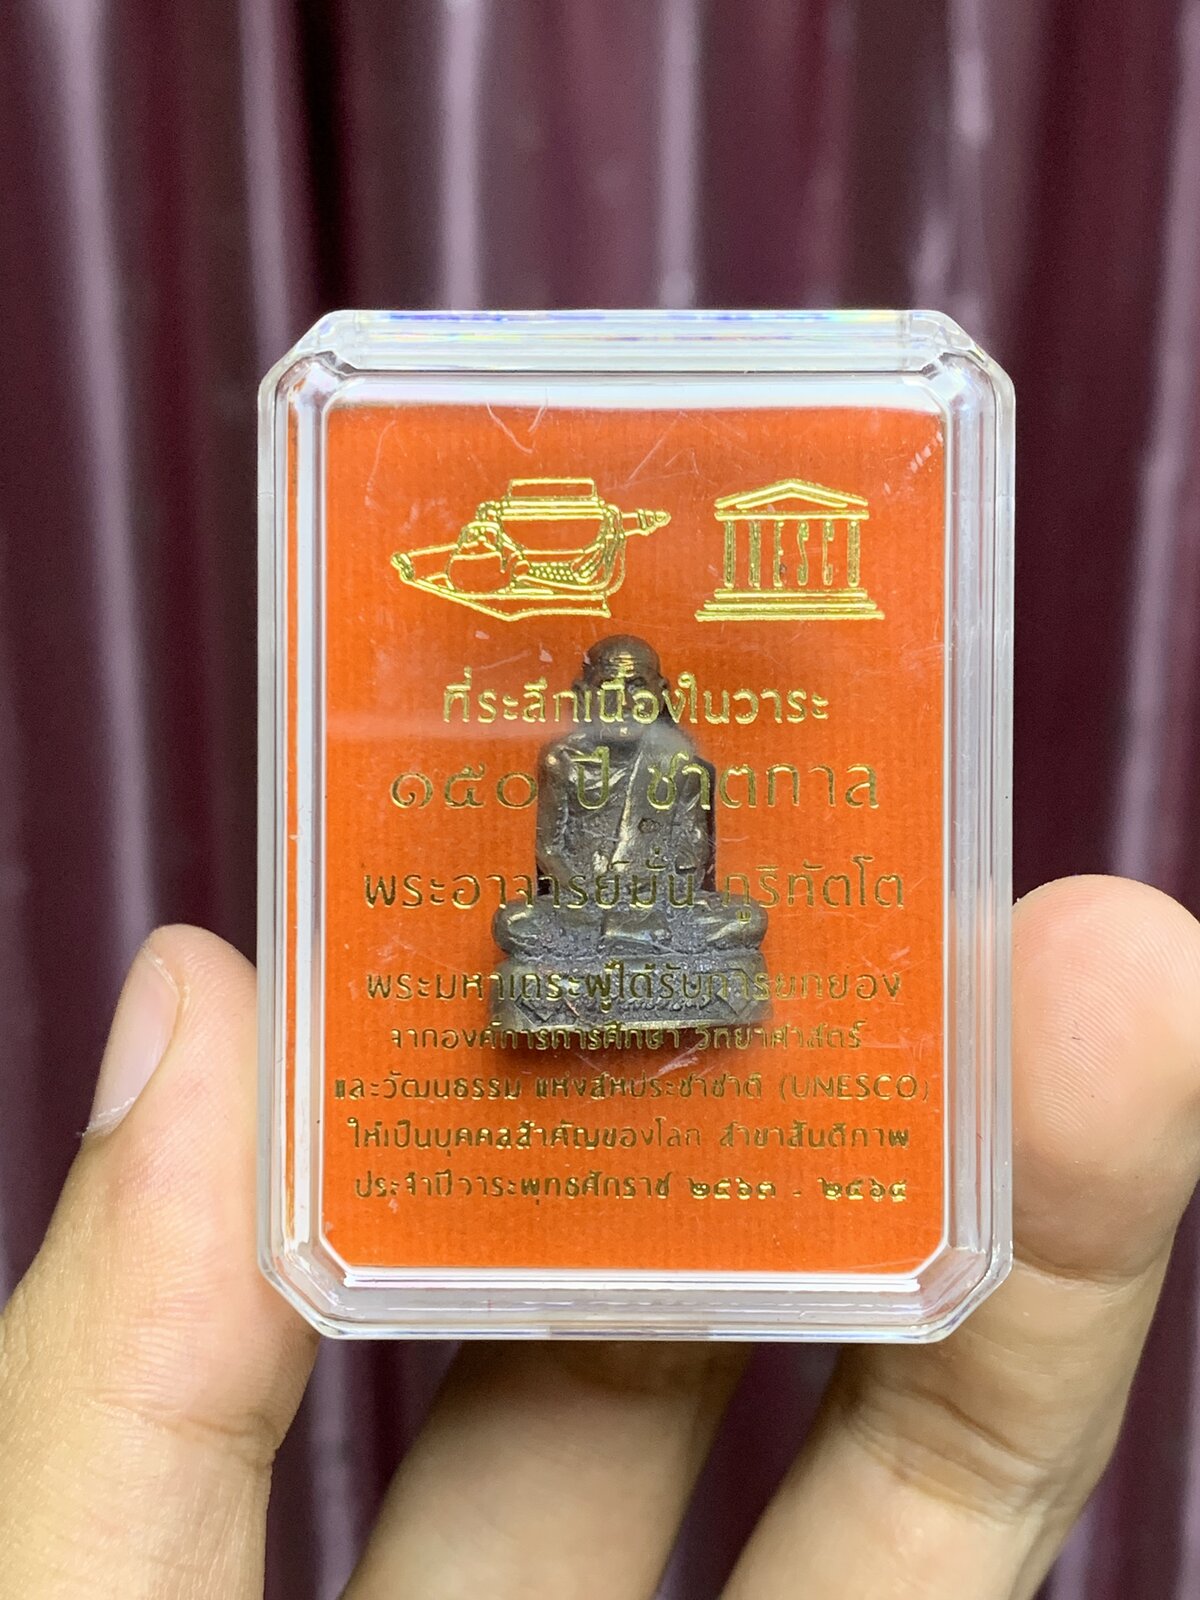 UNESCO
ที่ระลึกเนื่องในวาระ
๑๕๐ ปี ชาตกาล
พระอาจารย์มั่น ภูริทัตโต
พระมหาเถระผู้ได้รับการยกย่อง
จากองค์การการศึกษา วิทยาศาสตร์
และวัฒนธรรม แห่งสหประชาชาติ (UNESCO)
ให้เป็นบุคคลสำคัญของโลก สาขาสันติภาพ
ประจำปีวาระพุทธศักราช ๒๕๖๓ - ๒๕๖๔